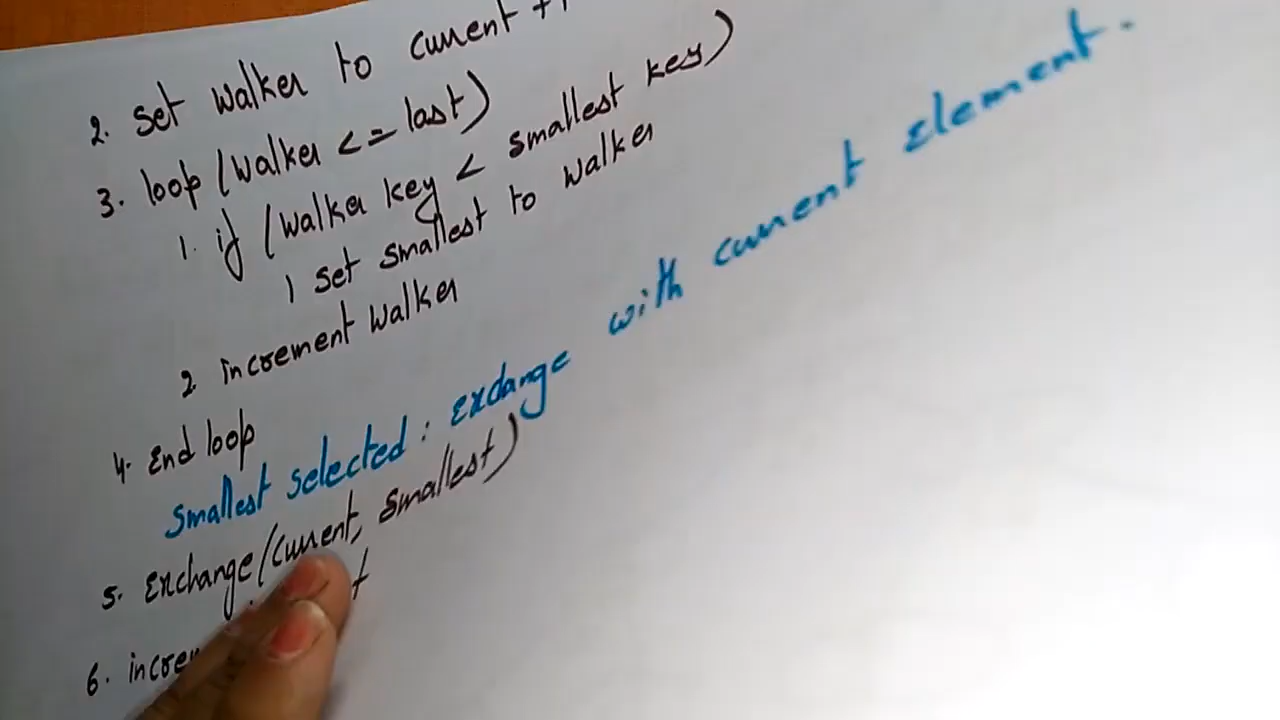 2. set walker to current +1
3. loop (walker <= last)
1. if (walker key < smallest key)
1 set smallest to walker
2 increment walker
4. End loop
smallest selected : exchange with current element.
5. Exchange (current, smallest)
6.